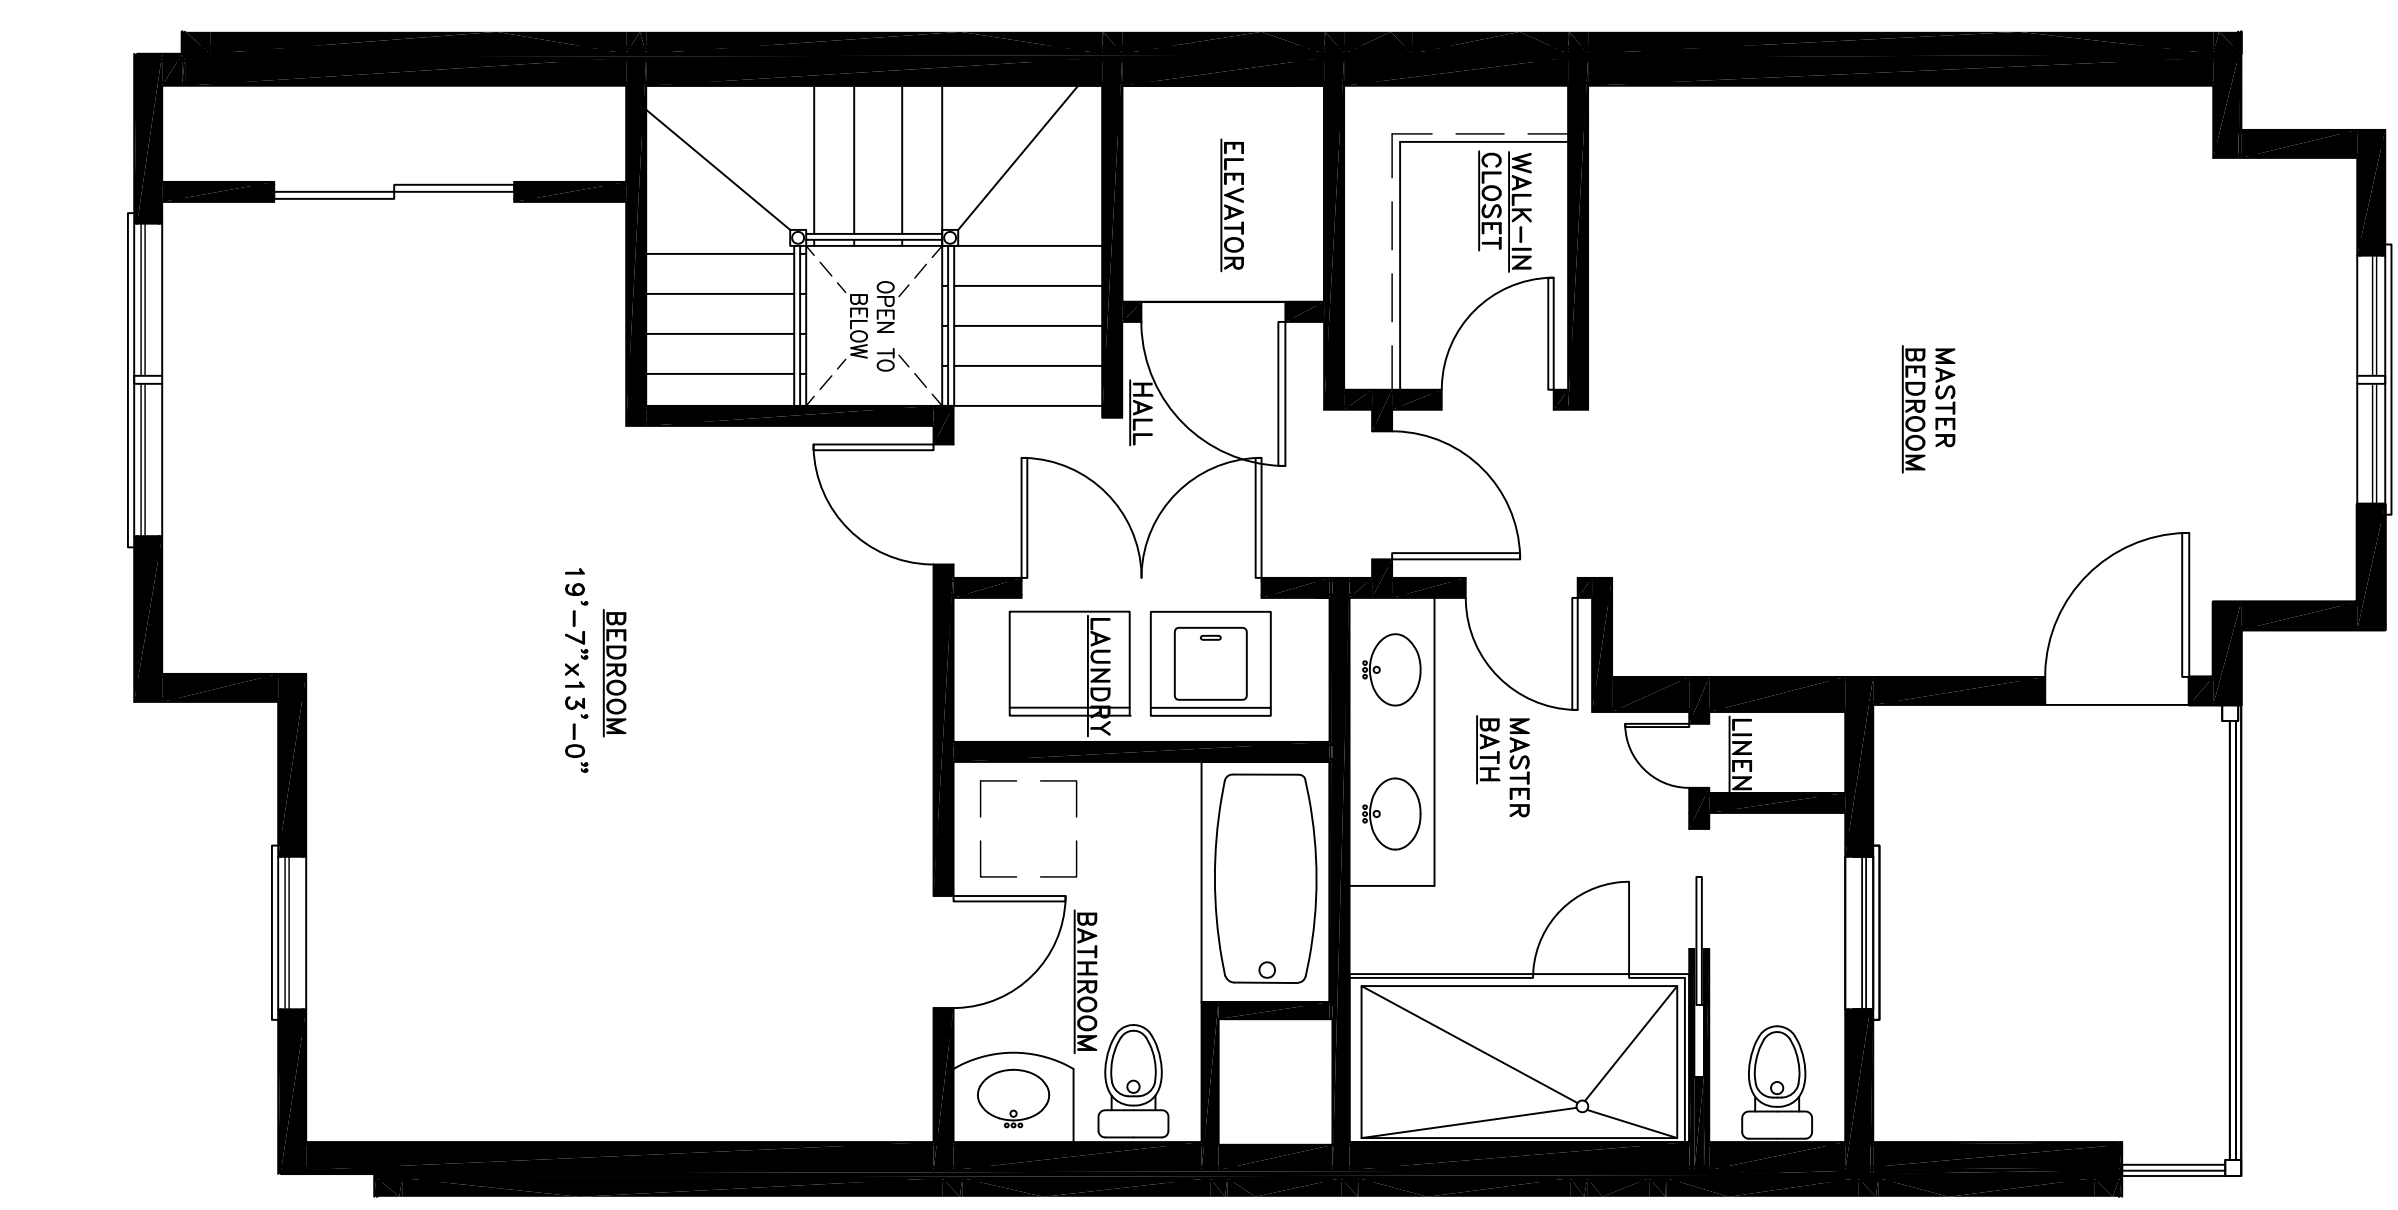 ELEVATOR
WALK-IN
CLOSET
OPEN TO
BELOW
HALL
MASTER
BEDROOM
BEDROOM
19'-7"x13'-0"
LAUNDRY
MASTER
BATH
LINEN
BATHROOM